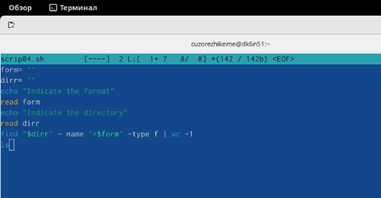 Обзор Терминал
cuzorezhikeme@dk6n51:~
scrip04.sh [----] 2 L:[ 1+ 7 8/ 8] *(142 / 142b) <EOF>
form= ""
dirr= ""
echo "Indicate the format"
read form
echo "Indicate the directory"
read dirr
find "$dirr" - name "*$form" -type f | wc -l
ls